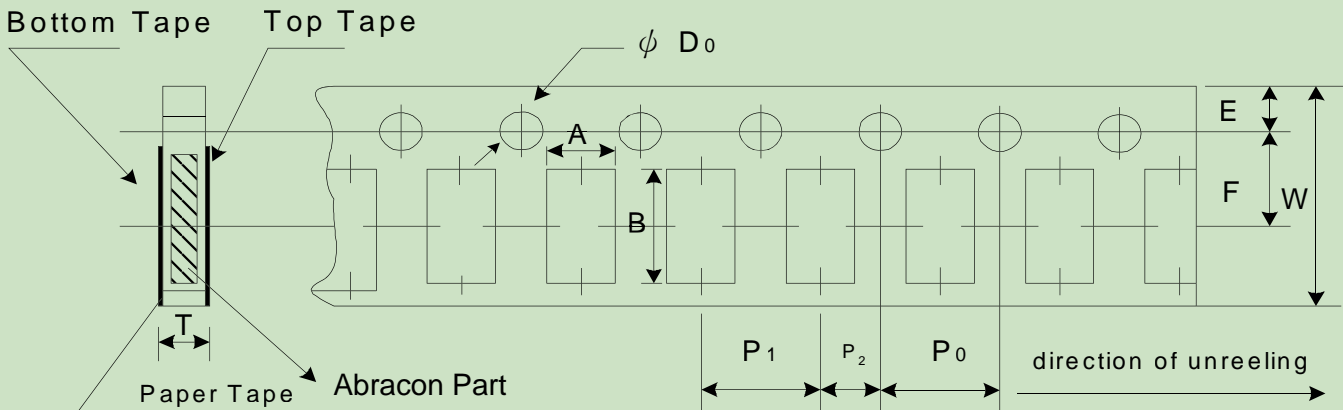 Bottom Tape
Top Tape
ψ D0
E
A
F
W
B
T
P1
P2
P0
direction of unreeling
Paper Tape
Abracon Part